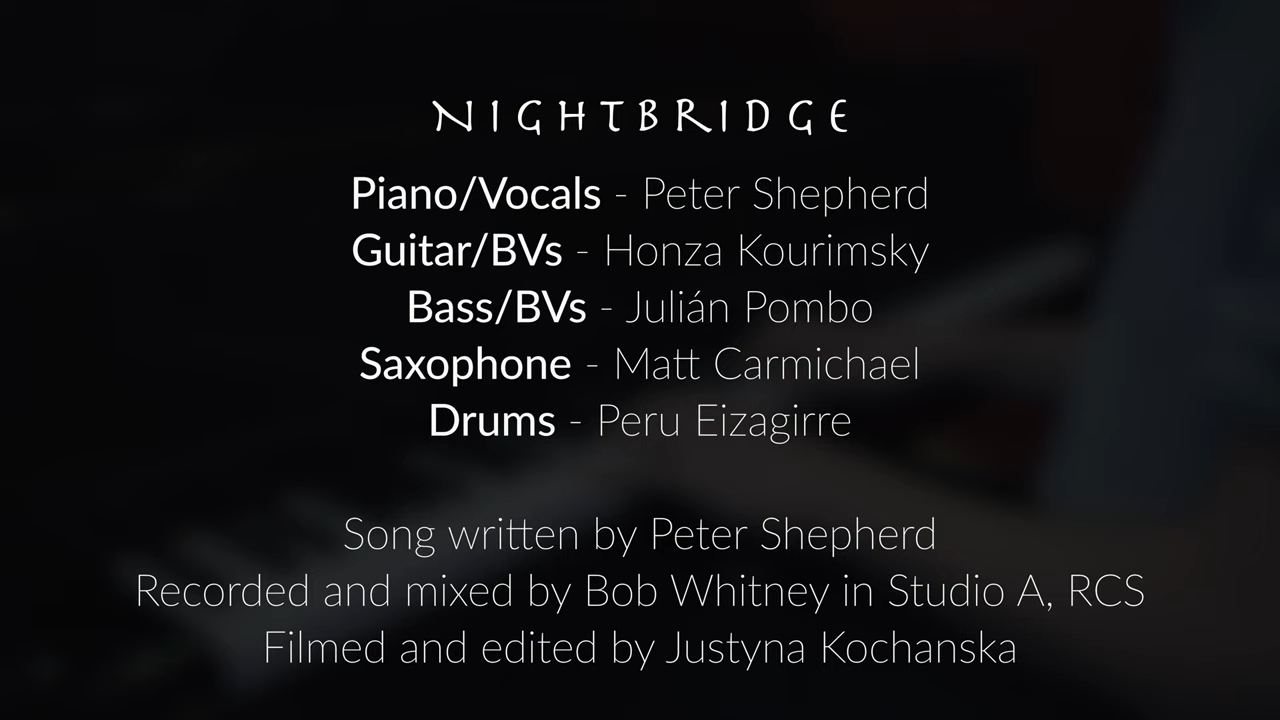 NIGHTBRIDGE
Piano/Vocals - Peter Shepherd
Guitar/BVs - Honza Kourimsky
Bass/BVs - Julián Pombo
Saxophone - Matt Carmichael
Drums - Peru Eizagirre
Song written by Peter Shepherd
Recorded and mixed by Bob Whitney in Studio A, RCS
Filmed and edited by Justyna Kochanska